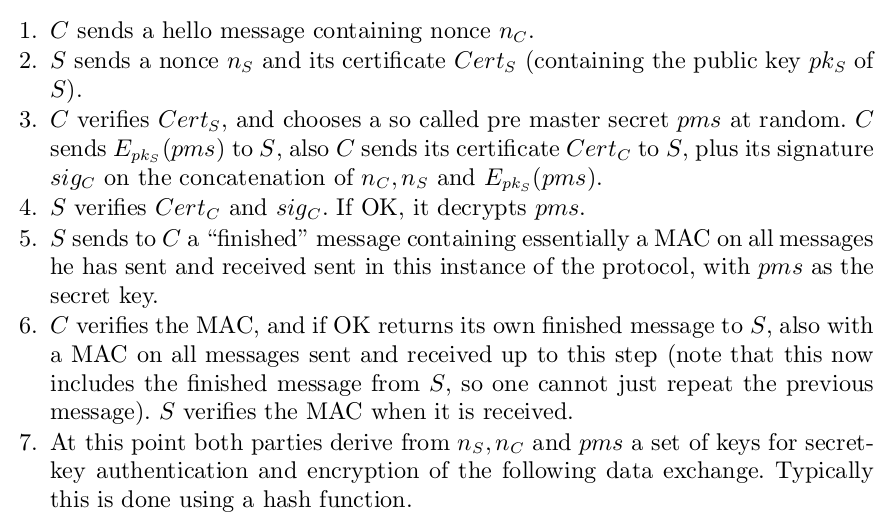 1. C sends a hello message containing nonce n_C.
2. S sends a nonce n_S and its certificate Cert_S (containing the public key pk_S of
S).
3. C verifies Cert_S, and chooses a so called pre master secret pms at random. C
sends E_{pk_S}(pms) to S, also C sends its certificate Cert_C to S, plus its signature
sig_C on the concatenation of n_C, n_S and E_{pk_S}(pms).
4. S verifies Cert_C and sig_C. If OK, it decrypts pms.
5. S sends to C a “finished” message containing essentially a MAC on all messages
he has sent and received sent in this instance of the protocol, with pms as the
secret key.
6. C verifies the MAC, and if OK returns its own finished message to S, also with
a MAC on all messages sent and received up to this step (note that this now
includes the finished message from S, so one cannot just repeat the previous
message). S verifies the MAC when it is received.
7. At this point both parties derive from n_S, n_C and pms a set of keys for secret-
key authentication and encryption of the following data exchange. Typically
this is done using a hash function.